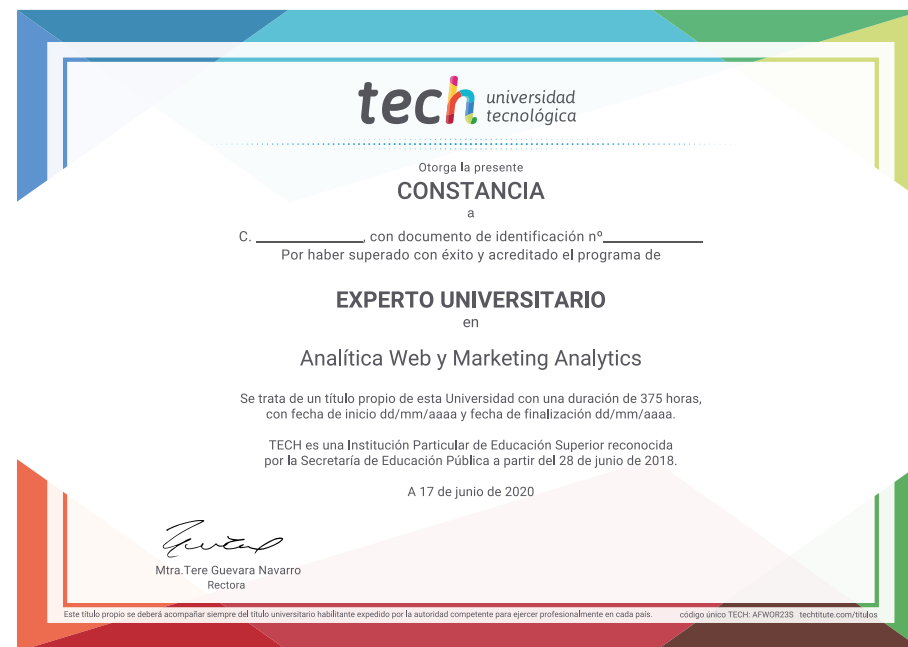 tech universidad
tecnológica
Otorga la presente
CONSTANCIA
a
C. ____________, con documento de identificación nº____________
Por haber superado con éxito y acreditado el programa de
EXPERTO UNIVERSITARIO
en
Analítica Web y Marketing Analytics
Se trata de un título propio de esta Universidad con una duración de 375 horas,
con fecha de inicio dd/mm/aaaa y fecha de finalización dd/mm/aaaa.
TECH es una Institución Particular de Educación Superior reconocida
por la Secretaría de Educación Pública a partir del 28 de junio de 2018.
A 17 de junio de 2020
Mtra.Tere Guevara Navarro
Rectora
Este título propio se deberá acompañar siempre del título universitario habilitante expedido por la autoridad competente para ejercer profesionalmente en cada país. código único TECH: AFWOR23S techtitute.com/titulos